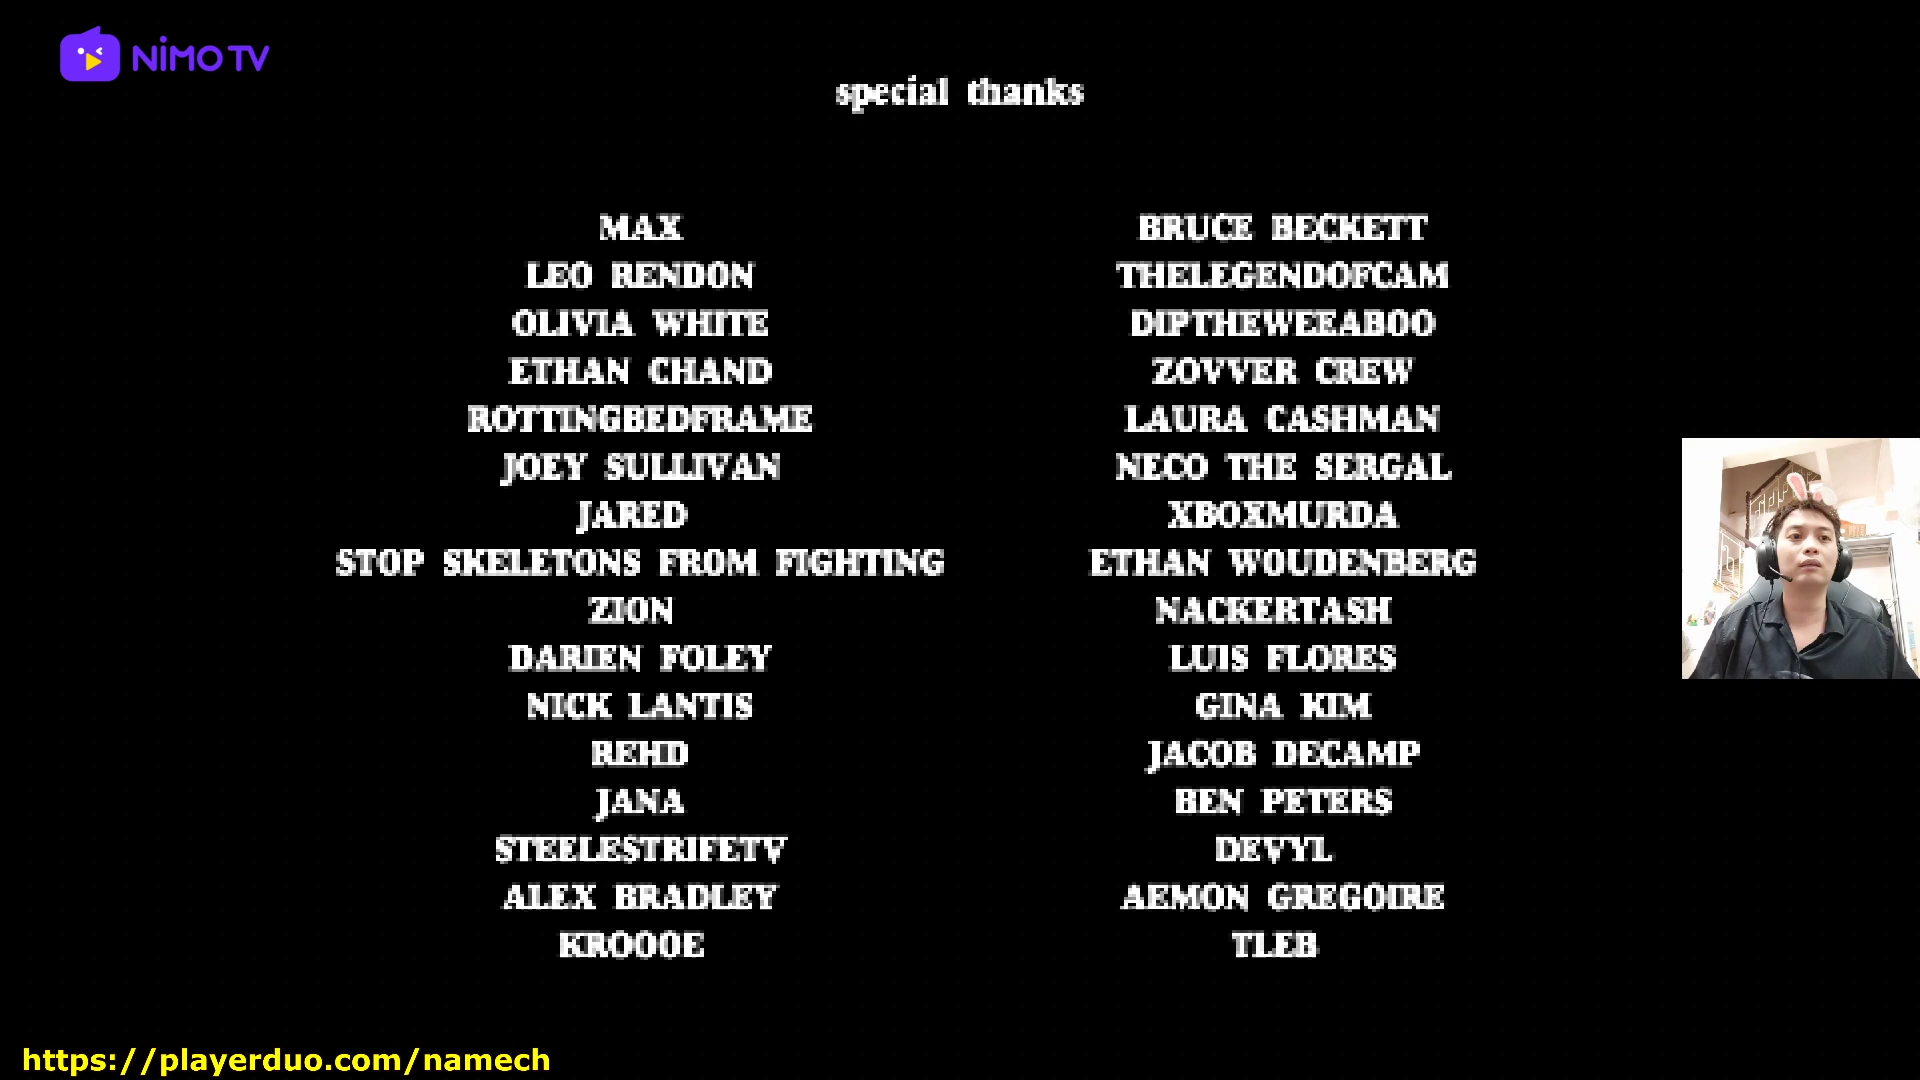 NIMO TV
special thanks
MAX
LEO RENDON
OLIVIA WHITE
ETHAN CHAND
ROTTINGBEDFRAME
JOEY SULLIVAN
JARED
STOP SKELETONS FROM FIGHTING
ZION
DARIEN FOLEY
NICK LANTIS
REHD
JANA
STEELESTRIFETV
ALEX BRADLEY
KROOOE
BRUCE BECKETT
THELEGENDOFCAM
DIPTHEWEEABOO
ZOVVER CREW
LAURA CASHMAN
NECO THE SERGAL
XBOXMURDA
ETHAN WOUDENBERG
NACKERTASH
LUIS FLORES
GINA KIM
JACOB DECAMP
BEN PETERS
DEVYL
AEMON GREGOIRE
TLEB
https://playerduo.com/namech